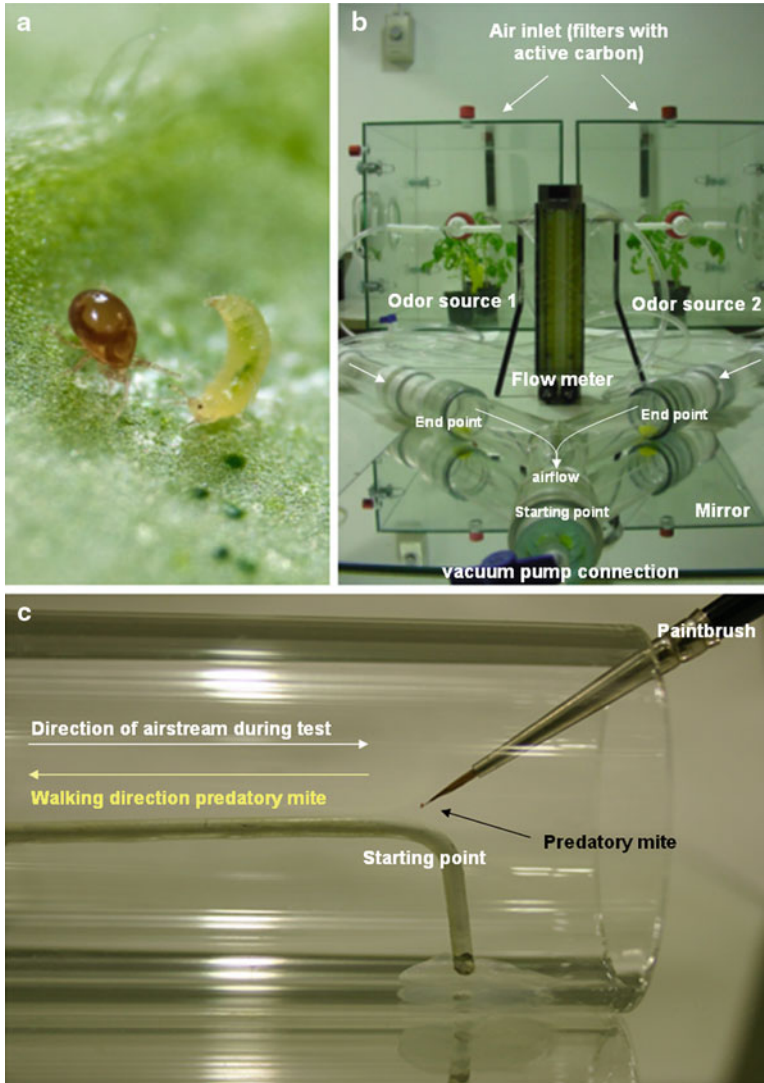 a
b
Air inlet (filters with
active carbon)
Odor source 1
Odor source 2
Flow meter
End point
End point
airflow
Starting point
Mirror
vacuum pump connection
c
Paintbrush
Direction of airstream during test
Walking direction predatory mite
Predatory mite
Starting point